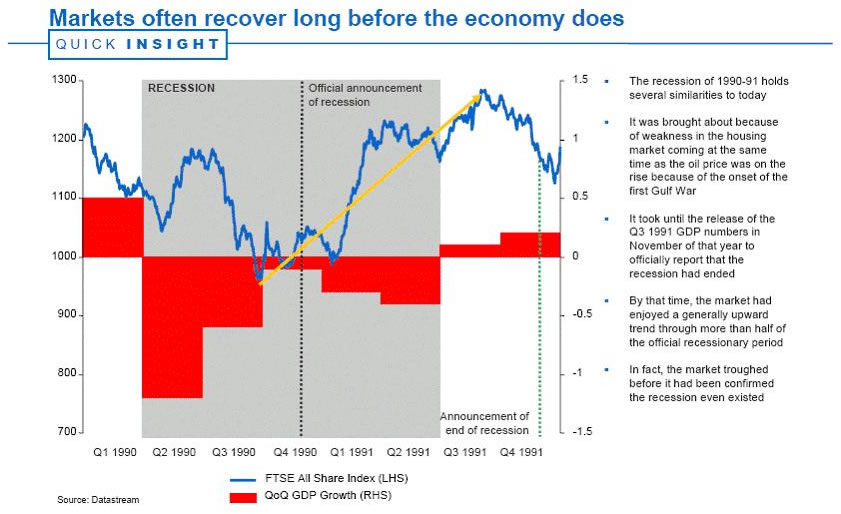 Markets often recover long before the economy does
QUICK INSIGHT
1300
1200
1100
1000
900
800
700
RECESSION
Official announcement
of recession
Announcement of
end of recession
1.5
1
0.5
0
-0.5
-1
-1.5
Q1 1990
Q2 1990
Q3 1990
Q4 1990
Q1 1991
Q2 1991
Q3 1991
Q4 1991
FTSE All Share Index (LHS)
QoQ GDP Growth (RHS)
Source: Datastream
The recession of 1990-91 holds
several similarities to today
It was brought about because
of weakness in the housing
market coming at the same
time as the oil price was on the
rise because of the onset of the
first Gulf War
It took until the release of the
Q3 1991 GDP numbers in
November of that year to
officially report that the
recession had ended
By that time, the market had
enjoyed a generally upward
trend through more than half of
the official recessionary period
In fact, the market troughed
before it had been confirmed
the recession even existed